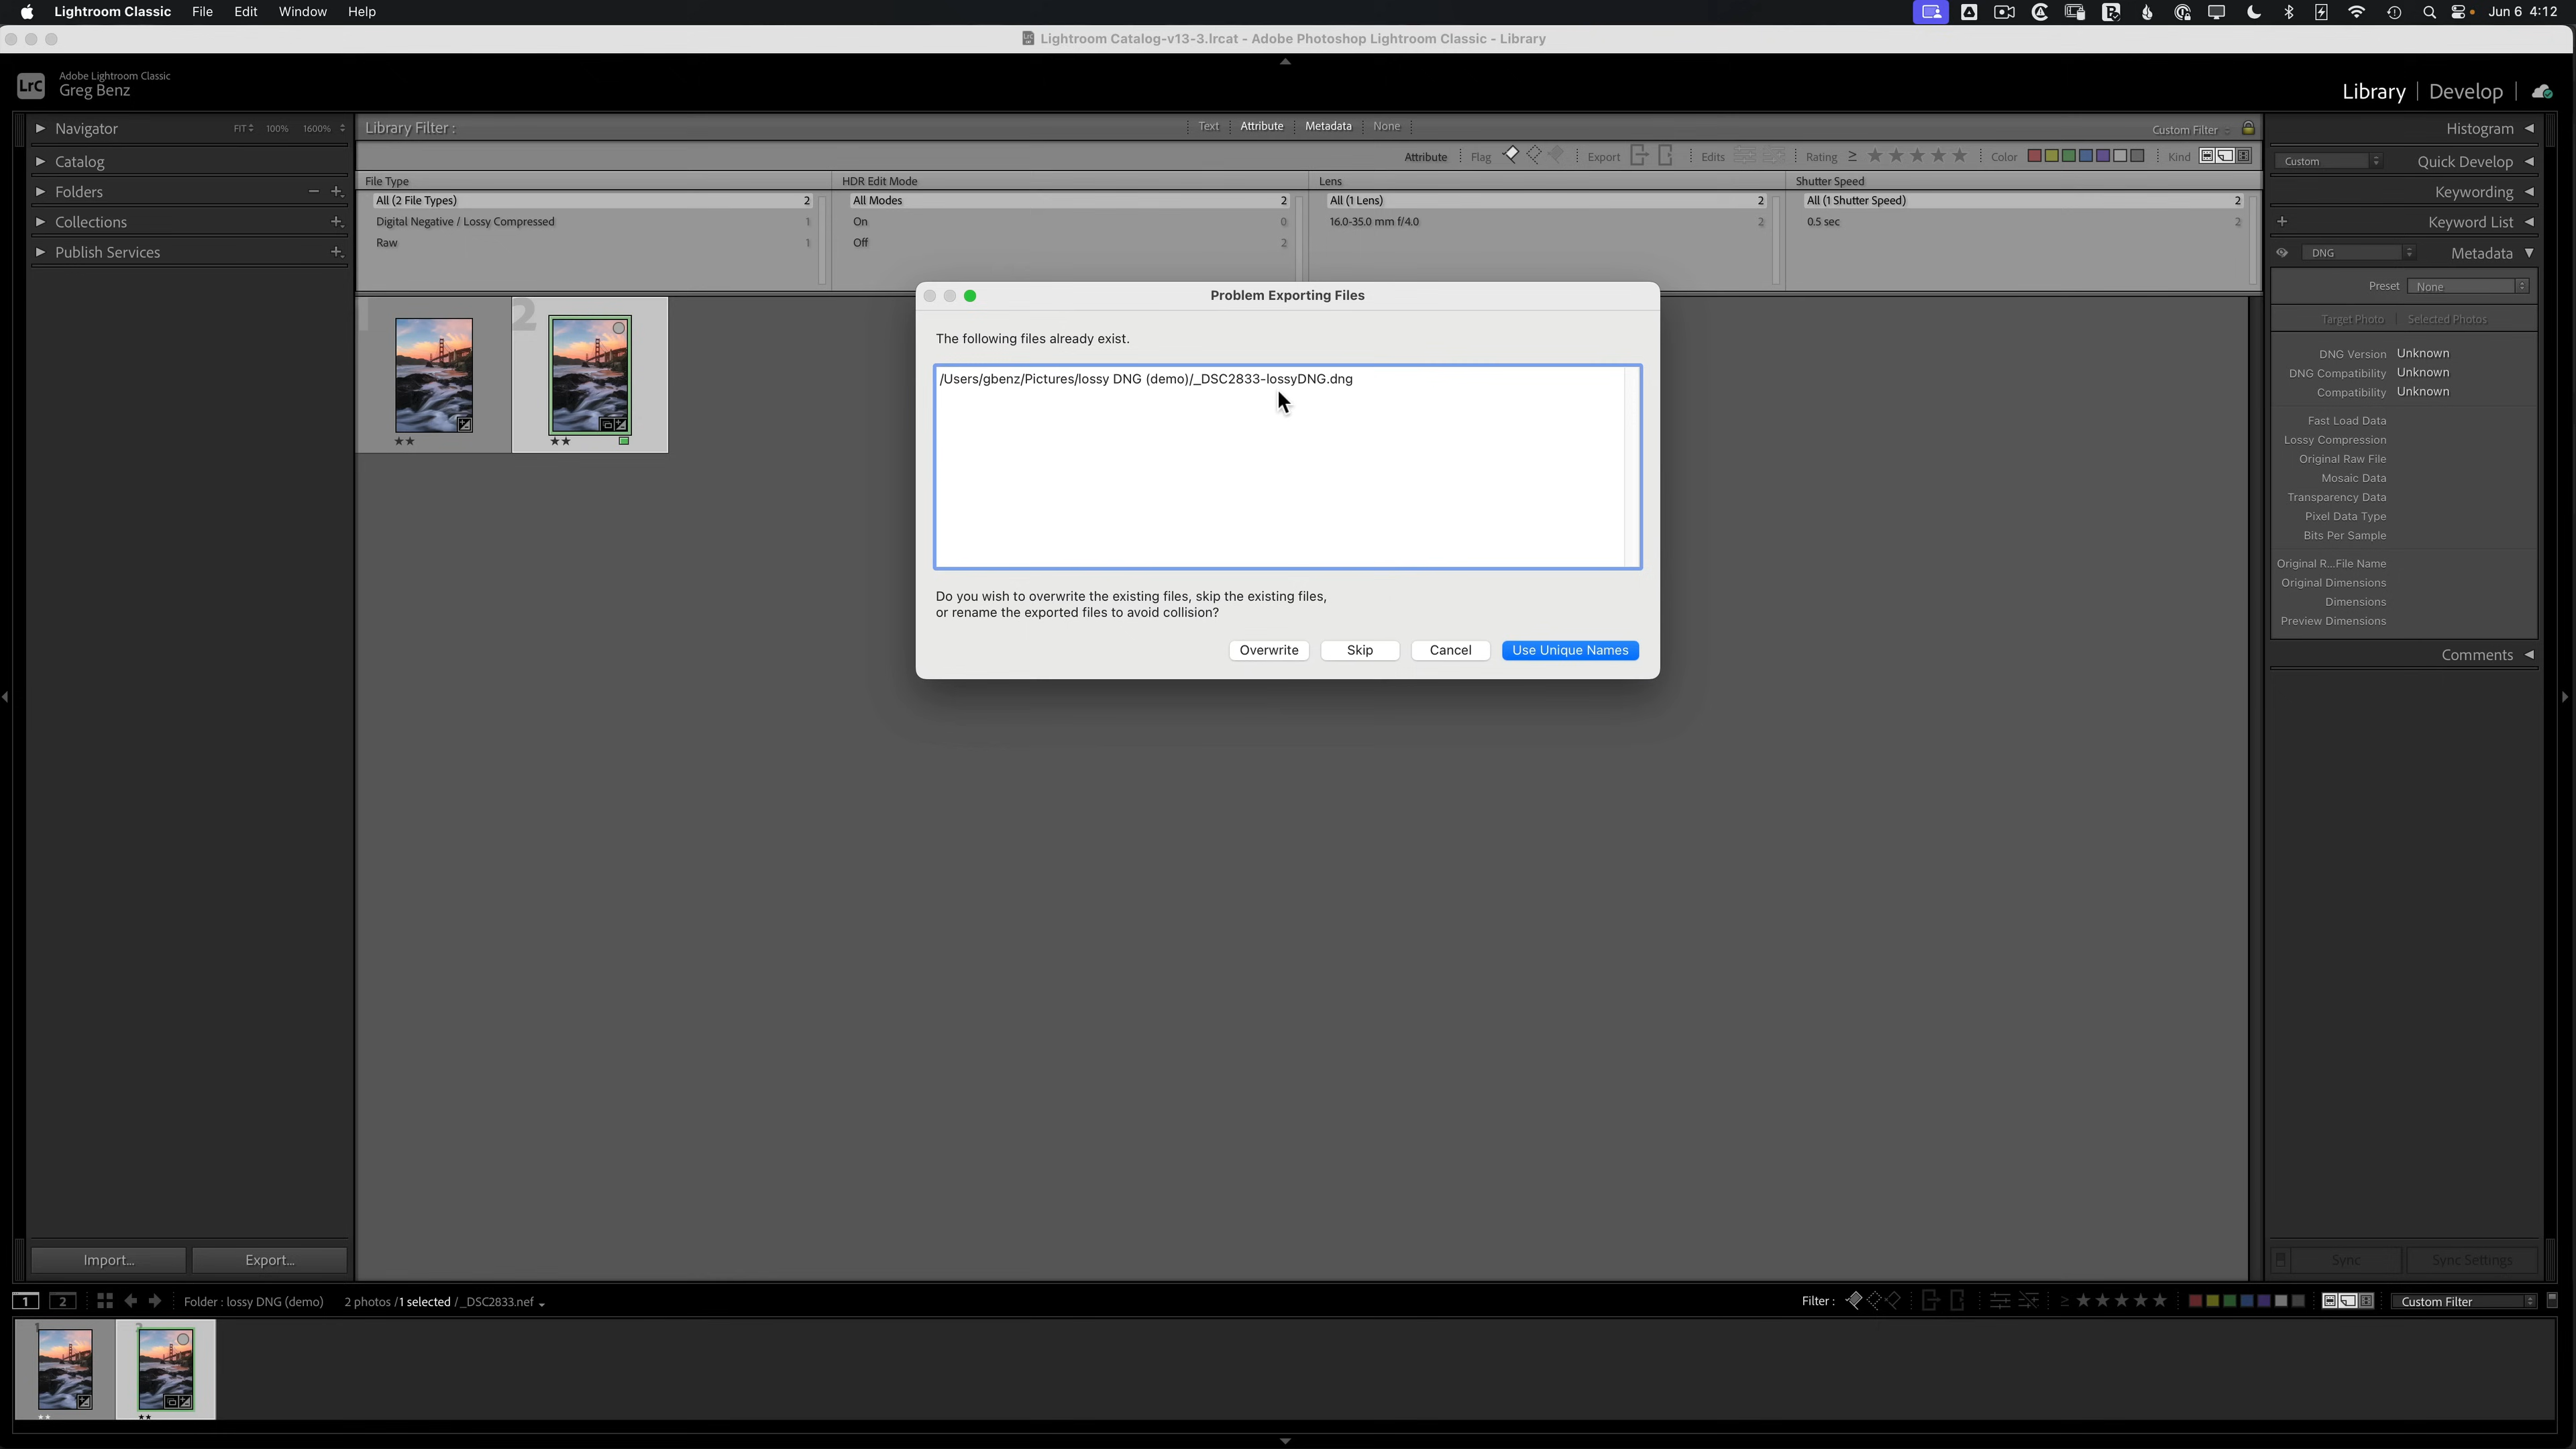 Lightroom Classic File Edit Window Help
Jun 6 4:12
Lightroom Catalog-v13-3.lrcat - Adobe Photoshop Lightroom Classic - Library
LrC
Adobe Lightroom Classic
Greg Benz
Library | Develop
Navigator FIT 100% 1600%
Catalog
Folders
Collections
Publish Services
Library Filter :
Text Attribute Metadata None
Custom Filter
Attribute Flag Export Edits Rating ≥ ★★★★★ Color Kind
File Type
All (2 File Types) 2
Digital Negative / Lossy Compressed 1
Raw 1
HDR Edit Mode
All Modes 2
On 0
Off 2
Lens
All (1 Lens) 2
16.0-35.0 mm f/4.0 2
Shutter Speed
All (1 Shutter Speed) 2
0.5 sec 2
1
2
★★
★★
Problem Exporting Files
The following files already exist.
/Users/gbenz/Pictures/lossy DNG (demo)/_DSC2833-lossyDNG.dng
Do you wish to overwrite the existing files, skip the existing files,
or rename the exported files to avoid collision?
Overwrite Skip Cancel Use Unique Names
Histogram
Custom Quick Develop
Keywording
Keyword List
DNG Metadata
Preset None
Target Photo Selected Photos
DNG Version Unknown
DNG Compatibility Unknown
Compatibility Unknown
Fast Load Data
Lossy Compression
Original Raw File
Mosaic Data
Transparency Data
Pixel Data Type
Bits Per Sample
Original R...File Name
Original Dimensions
Dimensions
Preview Dimensions
Comments
Import... Export...
Sync Sync Settings
1 2 Folder : lossy DNG (demo) 2 photos / 1 selected / _DSC2833.nef
Filter : ≥ ★★★★★ Custom Filter
1
2
★★
★★